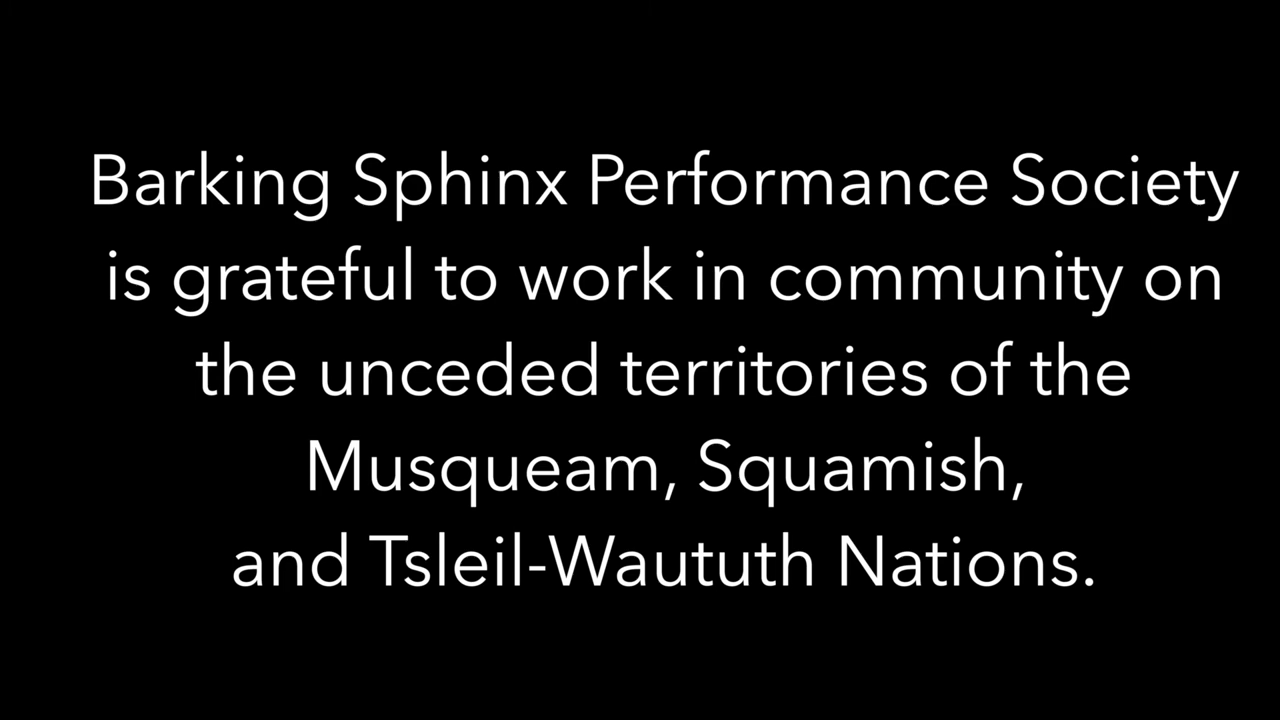 Barking Sphinx Performance Society
is grateful to work in community on
the unceded territories of the
Musqueam, Squamish,
and Tsleil-Waututh Nations.